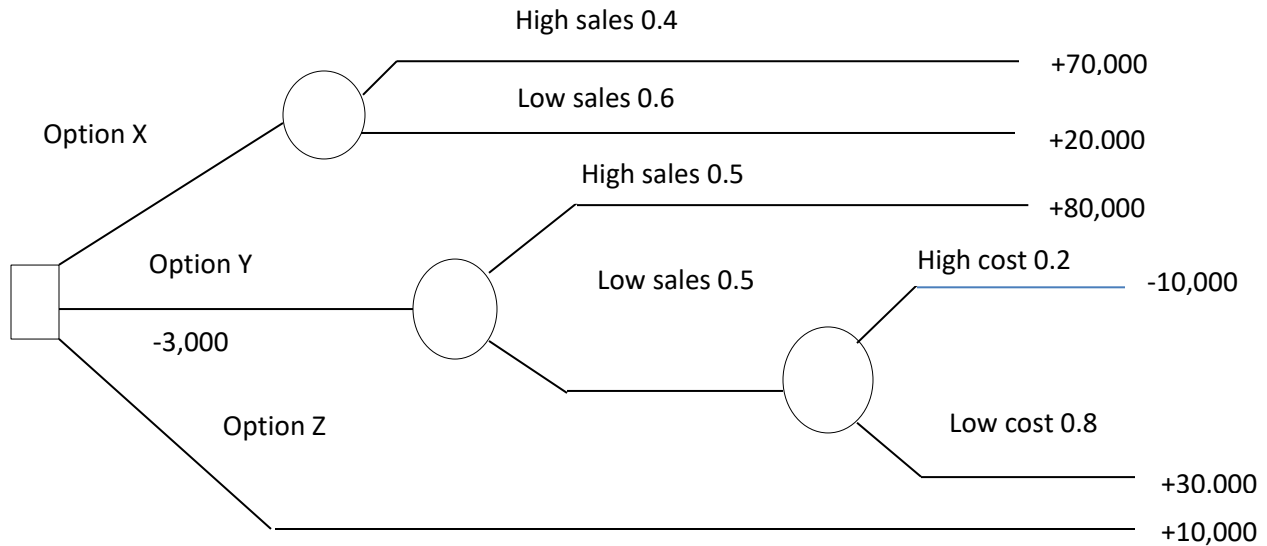 High sales 0.4
+70,000
Low sales 0.6
Option X
+20.000
High sales 0.5
+80,000
Option Y
High cost 0.2
Low sales 0.5
-10,000
-3,000
Option Z
Low cost 0.8
+30.000
+10,000